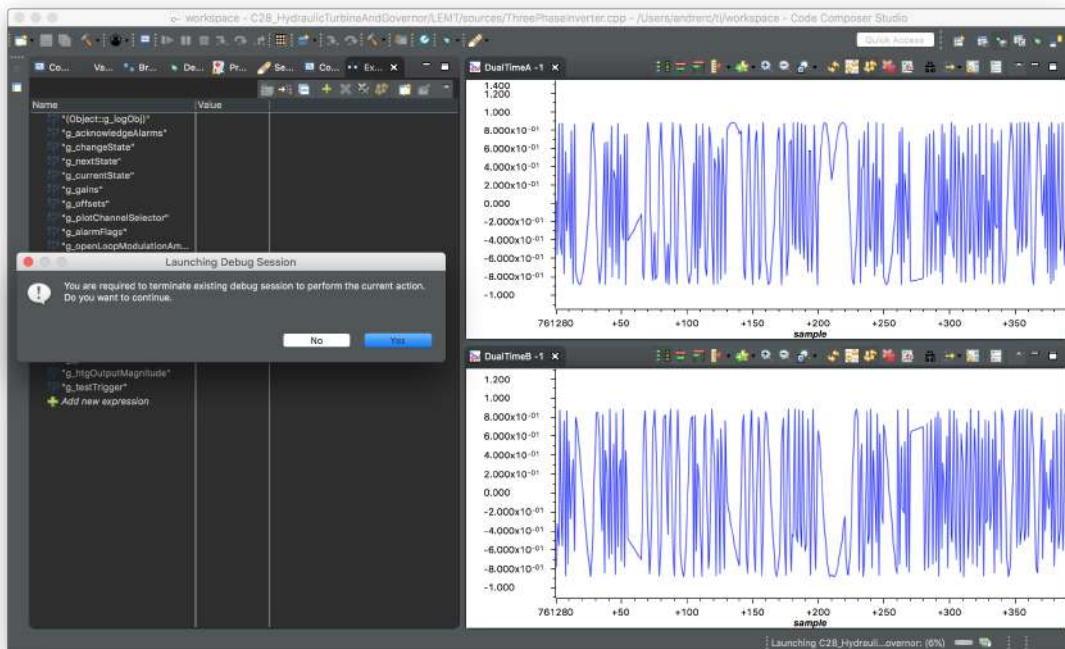 workspace - C28_HydraulicTurbineAndGovernor/LEMT/sources/ThreePhaseInverter.cpp - /Users/andrerc/ti/workspace - Code Composer Studio
Quick Access
Co...
Va...
Br...
De...
Pr...
Se...
Co...
Ex...
Name
Value
"(Object::g_logObj)"
"g_acknowledgeAlarms"
"g_changeState"
"g_nextState"
"g_currentState"
"g_gains"
"g_offsets"
"g_plotChannelSelector"
"g_alarmFlags"
"g_openLoopModulationAm...
Launching Debug Session
You are required to terminate existing debug session to perform the current action.
Do you want to continue.
No
Yes
"g_htgOutputMagnitude"
"g_testTrigger"
Add new expression
DualTimeA -1
1.400
1.200
1.000
8.000x10-01
6.000x10-01
4.000x10-01
2.000x10-01
0.000
-2.000x10-01
-4.000x10-01
-6.000x10-01
-8.000x10-01
-1.000
761280 +50 +100 +150 +200 +250 +300 +350
sample
DualTimeB -1
1.200
1.000
8.000x10-01
6.000x10-01
4.000x10-01
2.000x10-01
0.000
-2.000x10-01
-4.000x10-01
-6.000x10-01
-8.000x10-01
-1.000
761280 +50 +100 +150 +200 +250 +300 +350
sample
Launching C28_Hydrauli...overnor: (6%)